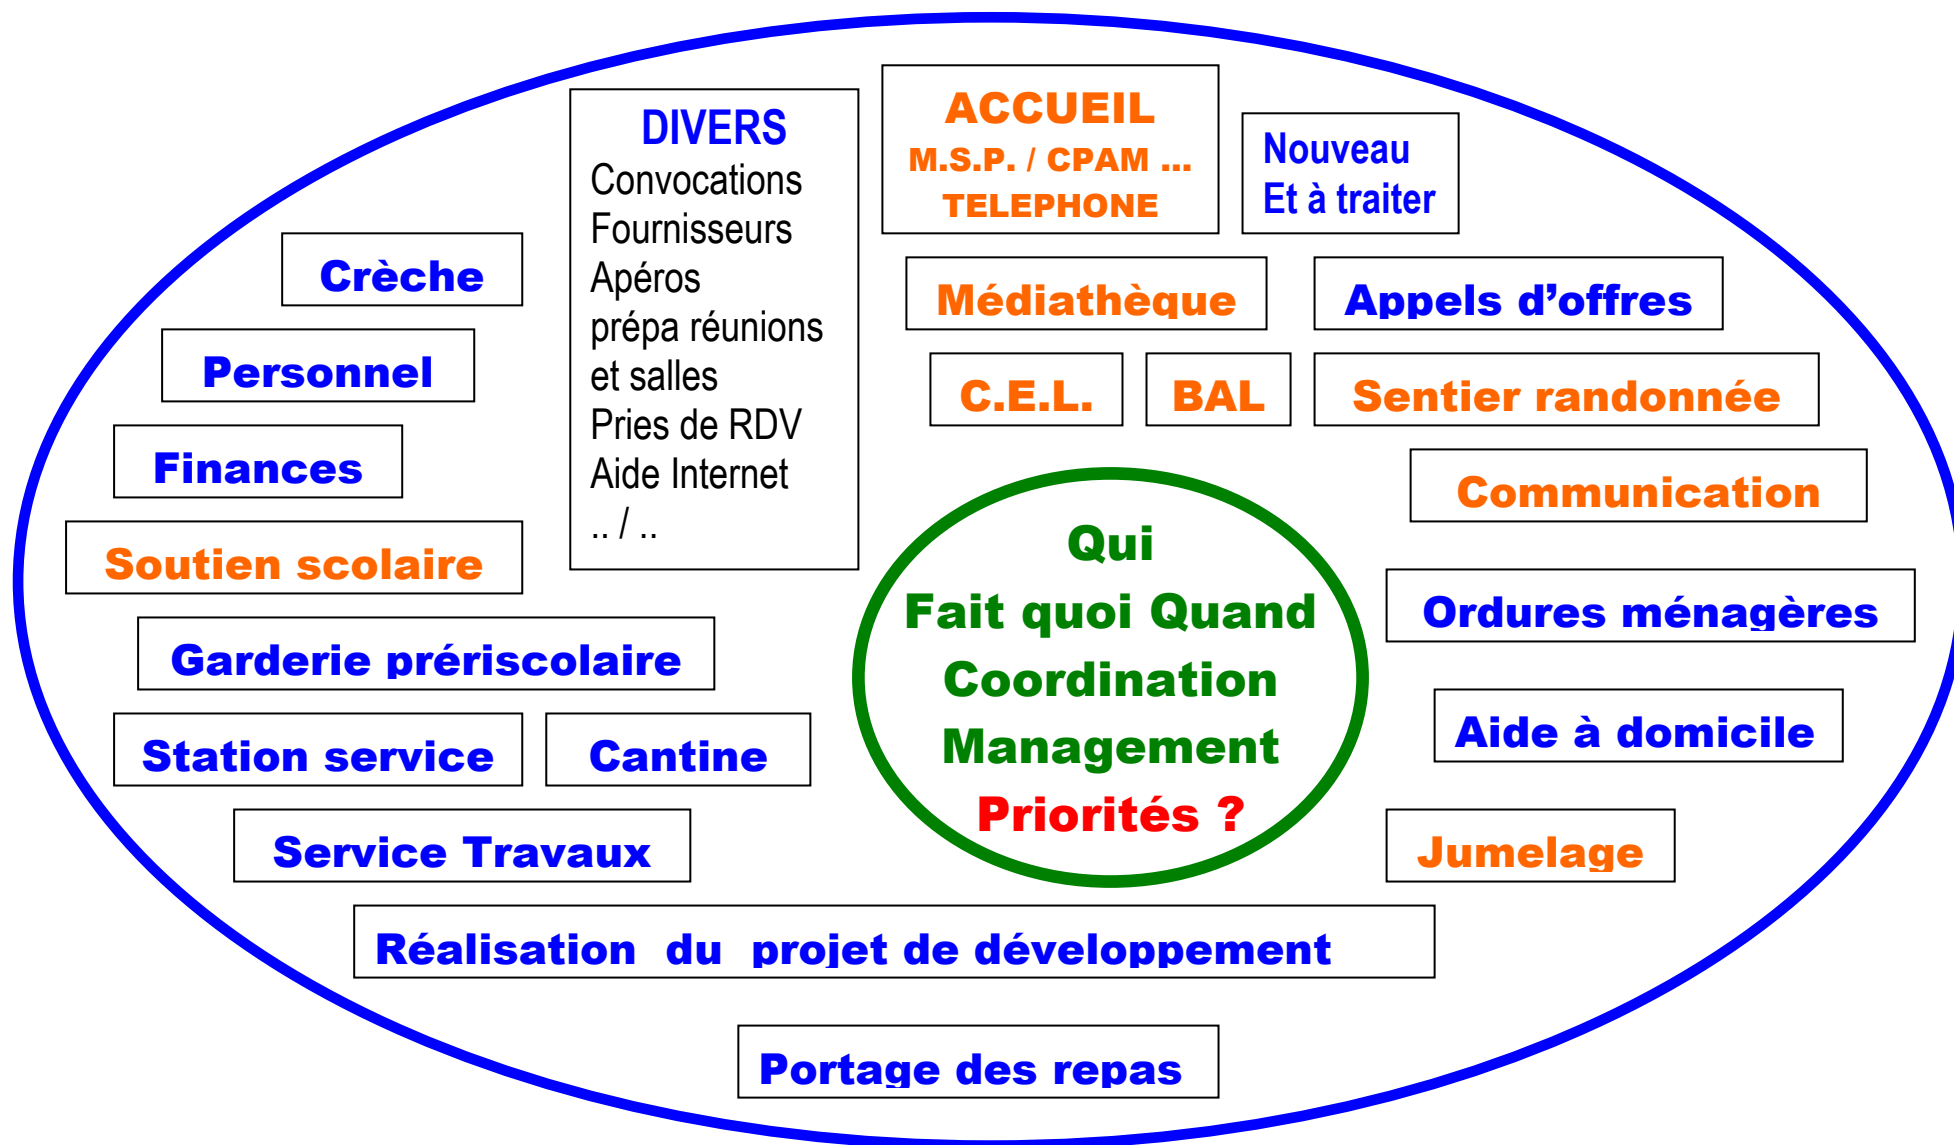 DIVERS
Convocations
Fournisseurs
Apéros
prépa réunions
et salles
Pries de RDV
Aide Internet
.. / ..
ACCUEIL
M.S.P. / CPAM ...
TELEPHONE
Nouveau
Et à traiter
Crèche
Médiathèque
Appels d’offres
Personnel
C.E.L.
BAL
Sentier randonnée
Finances
Communication
Soutien scolaire
Qui
Fait quoi Quand
Coordination
Management
Priorités ?
Ordures ménagères
Garderie prériscolaire
Aide à domicile
Station service
Cantine
Service Travaux
Jumelage
Réalisation du projet de développement
Portage des repas